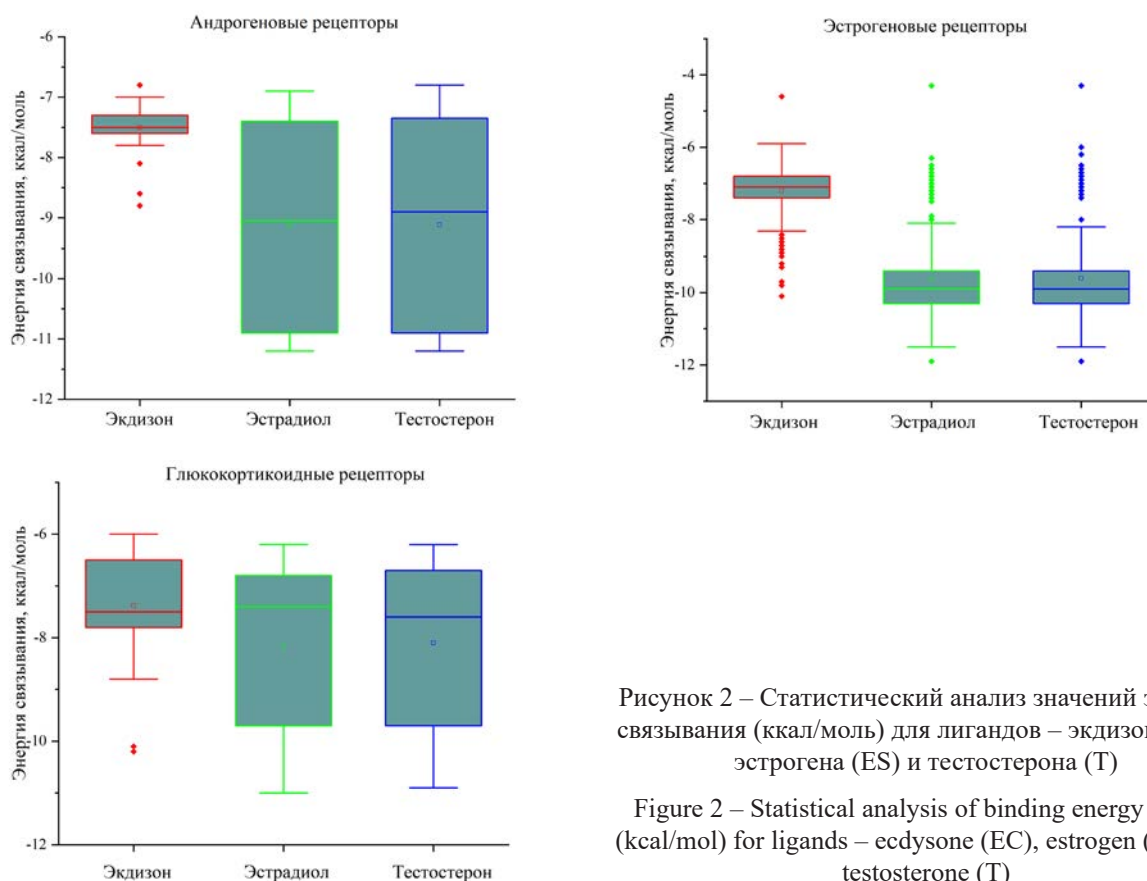 Андрогеновые рецепторы
Энергия связывания, ккал/моль
-6
-7
-8
-9
-10
-11
-12
Экдизон Эстрадиол Тестостерон
Эстрогеновые рецепторы
Энергия связывания, ккал/моль
-4
-6
-8
-10
-12
Экдизон Эстрадиол Тестостерон
Глюкокортикоидные рецепторы
Энергия связывания, ккал/моль
-6
-8
-10
-12
Экдизон Эстрадиол Тестостерон
Рисунок 2 – Статистический анализ значений
связывания (ккал/моль) для лигандов –
эстрогена (ES) и тестостерона (T)
Figure 2 – Statistical analysis of binding energy
(kcal/mol) for ligands – ecdysone (EC), estrogen
testosterone (T)